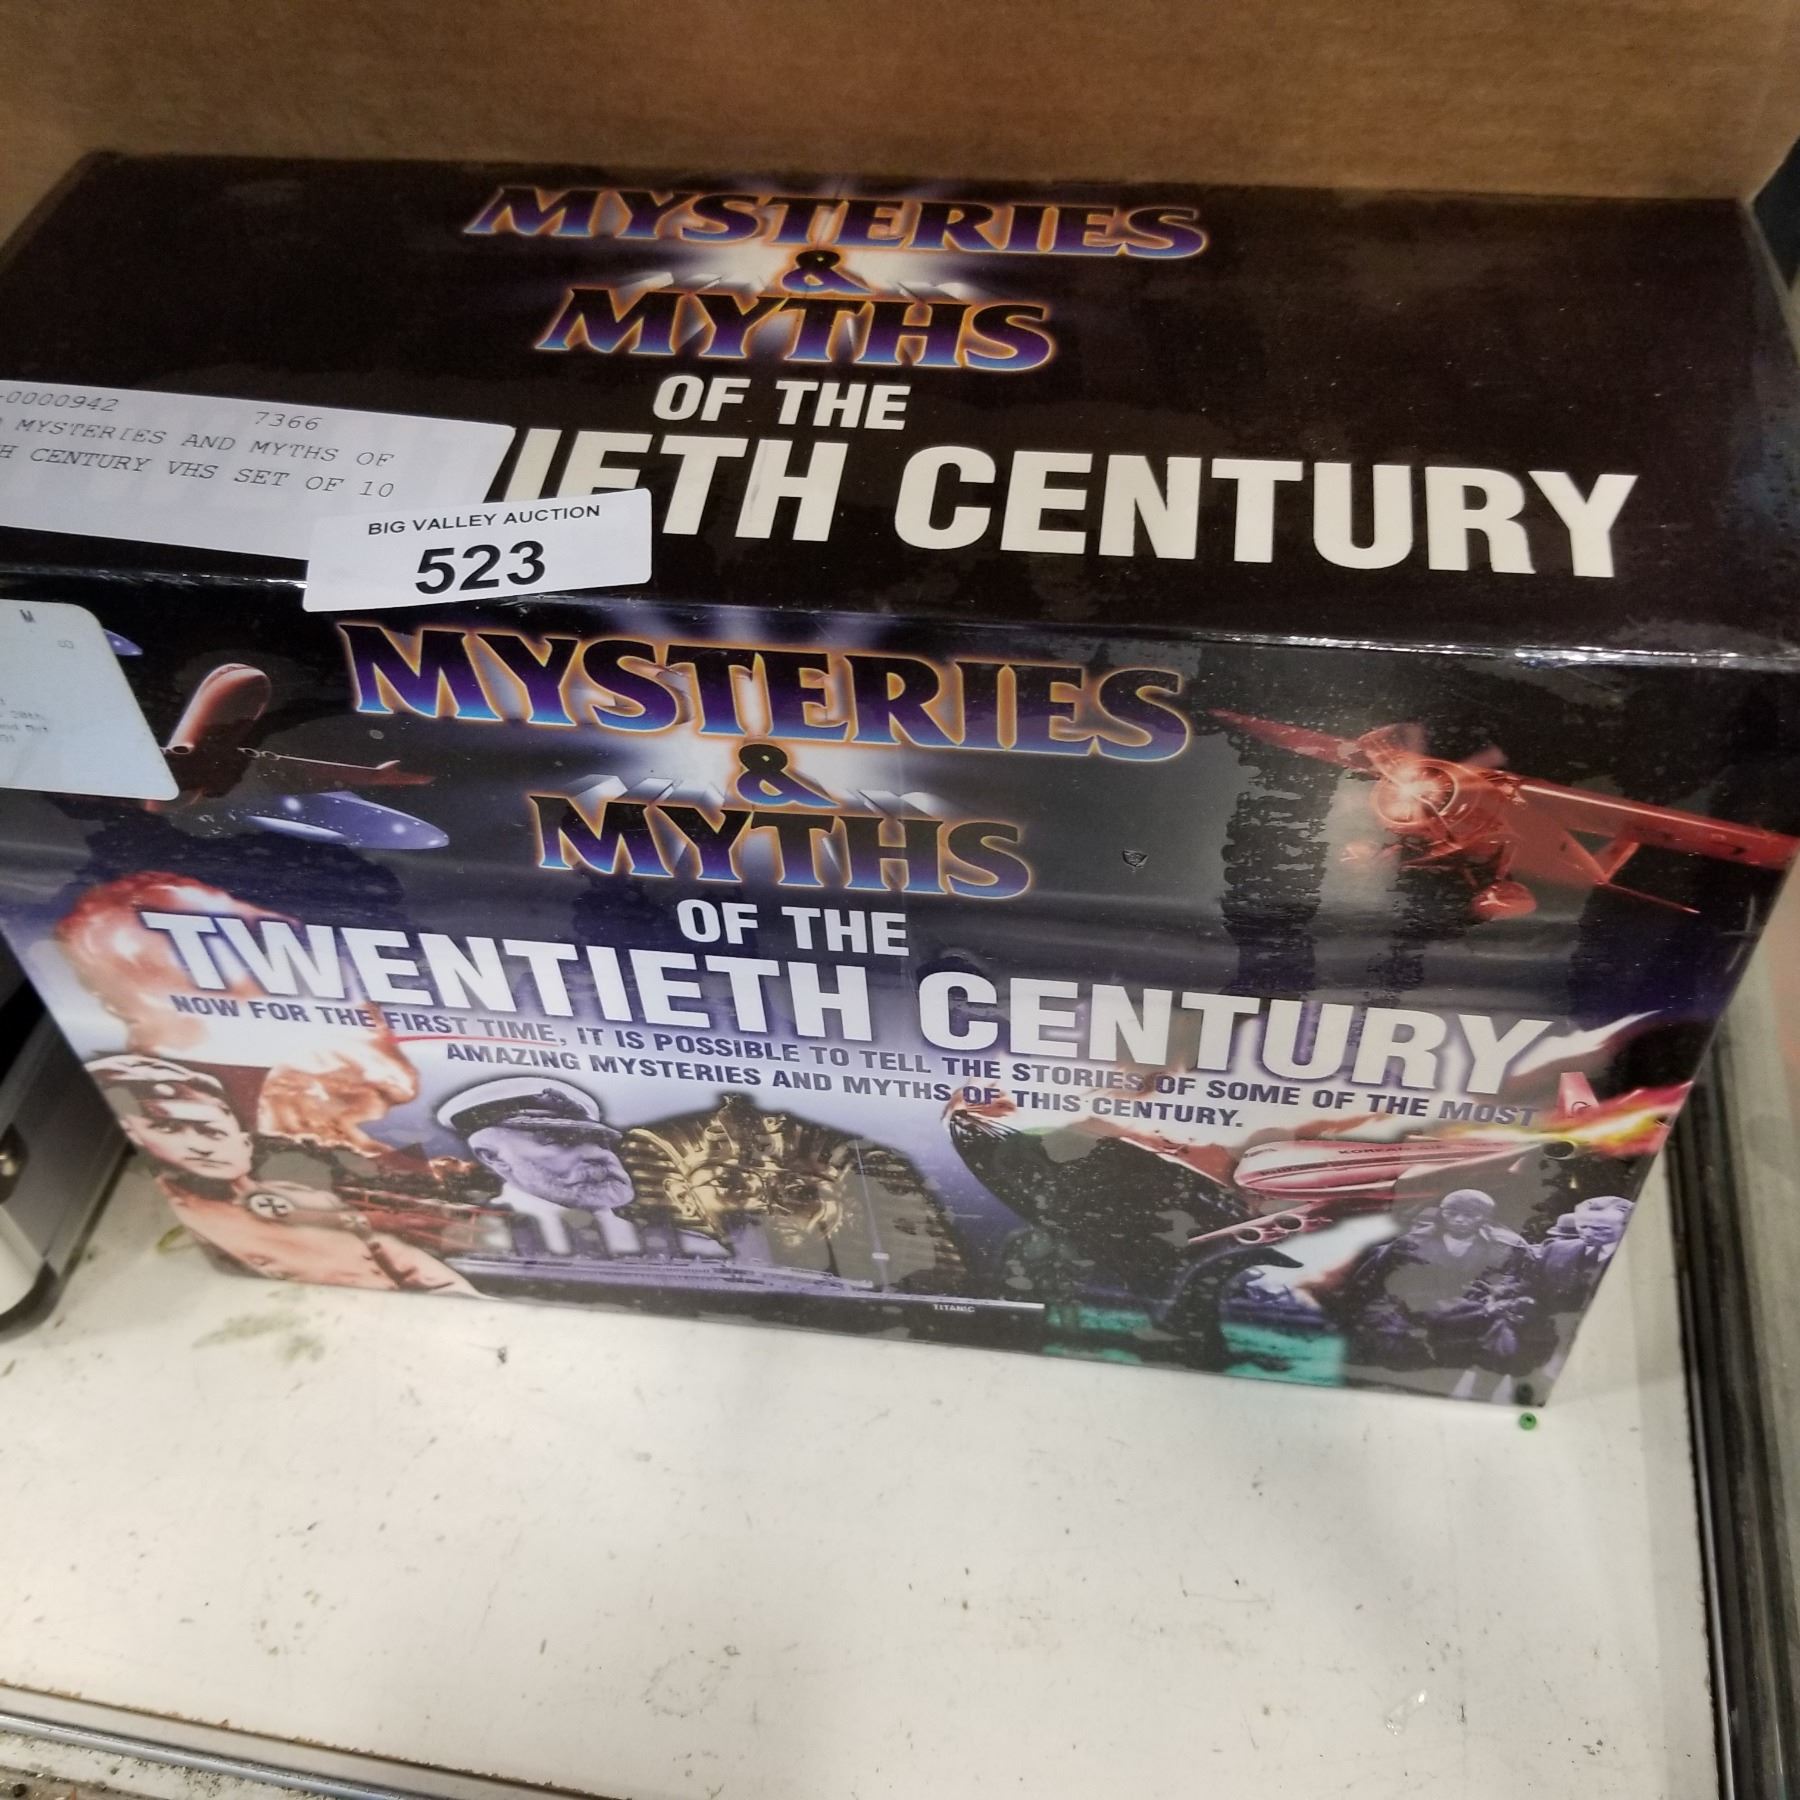 MYSTERIES
&
MYTHS
OF THE
IETH CENTURY
-0000942 7366
MYSTERIES AND MYTHS OF
H CENTURY VHS SET OF 10
BIG VALLEY AUCTION
523
M
MYSTERIES
&
MYTHS
OF THE
TWENTIETH CENTURY
NOW FOR THE FIRST TIME, IT IS POSSIBLE TO TELL THE STORIES OF SOME OF THE MOST
AMAZING MYSTERIES AND MYTHS OF THIS CENTURY.
KOREAN AI
TITANIC